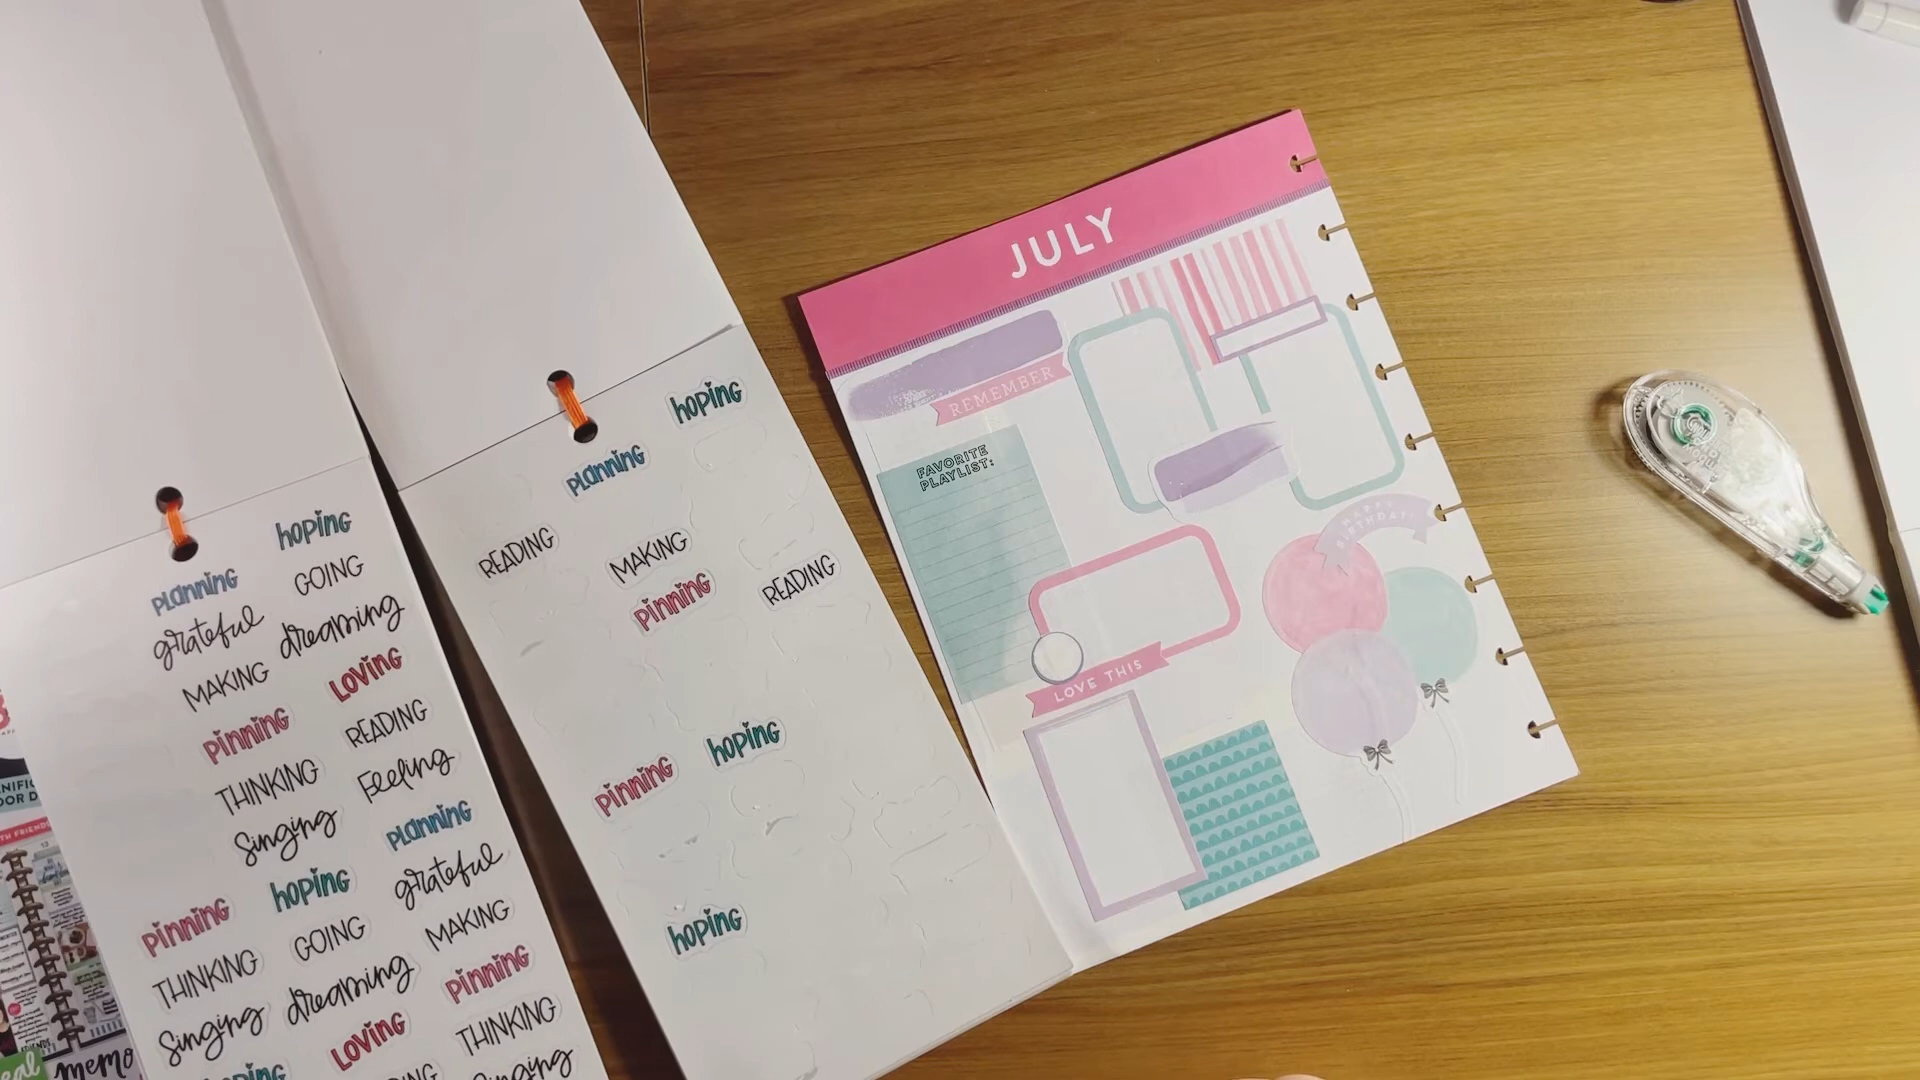 hoping
planning
GOING
grateful
dreaming
MAKING
LOVING
pinning
READING
THINKING
Feeling
Singing
planning
hoping
grateful
pinning
GOING
MAKING
THINKING
dreaming
pinning
Singing
LOVING
THINKING
Singing
memo
hoping
planning
READING
MAKING
pinning
READING
hoping
pinning
hoping
JULY
REMEMBER
FAVORITE
PLAYLIST:
HAPPY
BIRTHDAY!
LOVE THIS